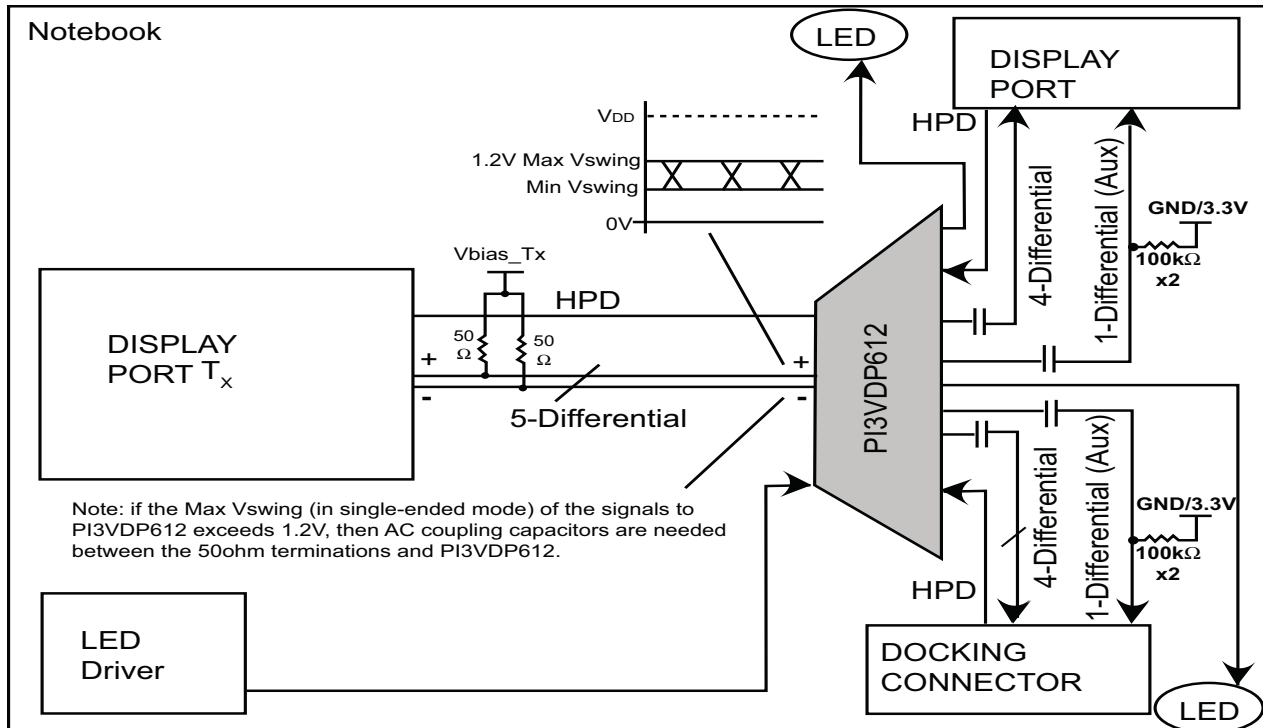 Notebook
LED
DISPLAY
PORT
HPD
VDD
1.2V Max Vswing
Min Vswing
0V
4-Differential
1-Differential (Aux)
GND/3.3V
100kΩ
x2
Vbias_Tx
HPD
50
Ω
50
Ω
DISPLAY
PORT TX
+
-
+
-
5-Differential
PI3VDP612
Note: if the Max Vswing (in single-ended mode) of the signals to
PI3VDP612 exceeds 1.2V, then AC coupling capacitors are needed
between the 50ohm terminations and PI3VDP612.
4-Differential
1-Differential (Aux)
GND/3.3V
100kΩ
x2
HPD
LED
Driver
DOCKING
CONNECTOR
LED